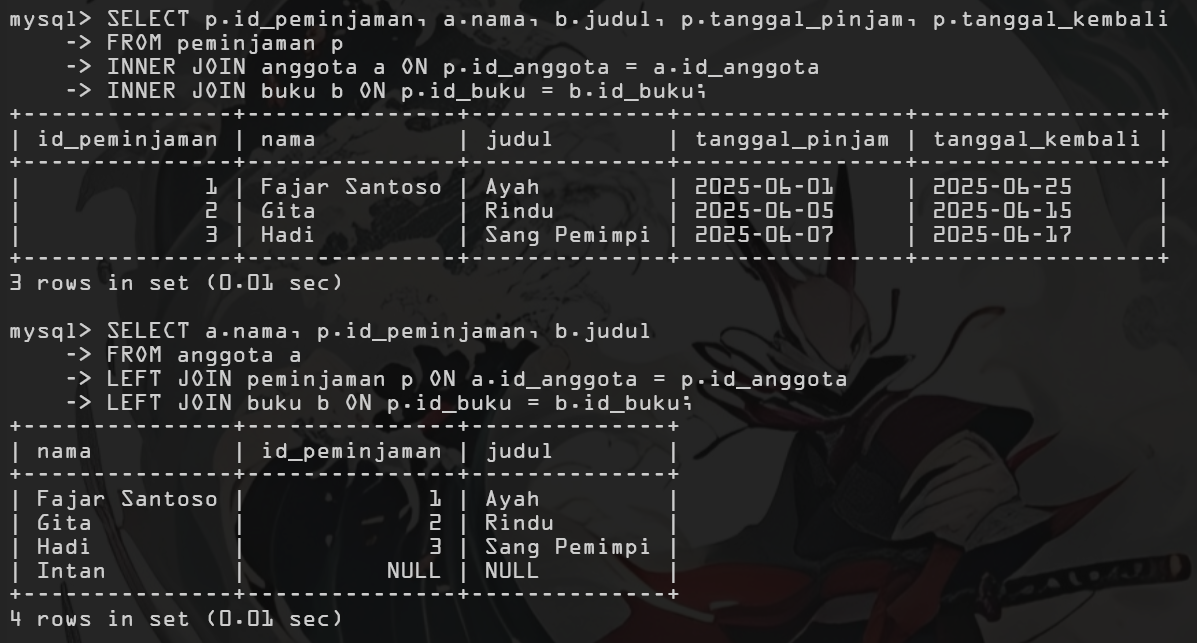 mysql> SELECT p.id_peminjaman, a.nama, b.judul, p.tanggal_pinjam, p.tanggal_kembali
    -> FROM peminjaman p
    -> INNER JOIN anggota a ON p.id_anggota = a.id_anggota
    -> INNER JOIN buku b ON p.id_buku = b.id_buku;
+---------------+---------------+--------------+----------------+-----------------+
| id_peminjaman | nama          | judul        | tanggal_pinjam | tanggal_kembali |
+---------------+---------------+--------------+----------------+-----------------+
|             1 | Fajar Santoso | Ayah         | 2025-06-01     | 2025-06-25      |
|             2 | Gita          | Rindu        | 2025-06-05     | 2025-06-15      |
|             3 | Hadi          | Sang Pemimpi | 2025-06-07     | 2025-06-17      |
+---------------+---------------+--------------+----------------+-----------------+
3 rows in set (0.01 sec)
mysql> SELECT a.nama, p.id_peminjaman, b.judul
    -> FROM anggota a
    -> LEFT JOIN peminjaman p ON a.id_anggota = p.id_anggota
    -> LEFT JOIN buku b ON p.id_buku = b.id_buku;
+---------------+---------------+--------------+
| nama          | id_peminjaman | judul        |
+---------------+---------------+--------------+
| Fajar Santoso |             1 | Ayah         |
| Gita          |             2 | Rindu        |
| Hadi          |             3 | Sang Pemimpi |
| Intan         |          NULL | NULL         |
+---------------+---------------+--------------+
4 rows in set (0.01 sec)